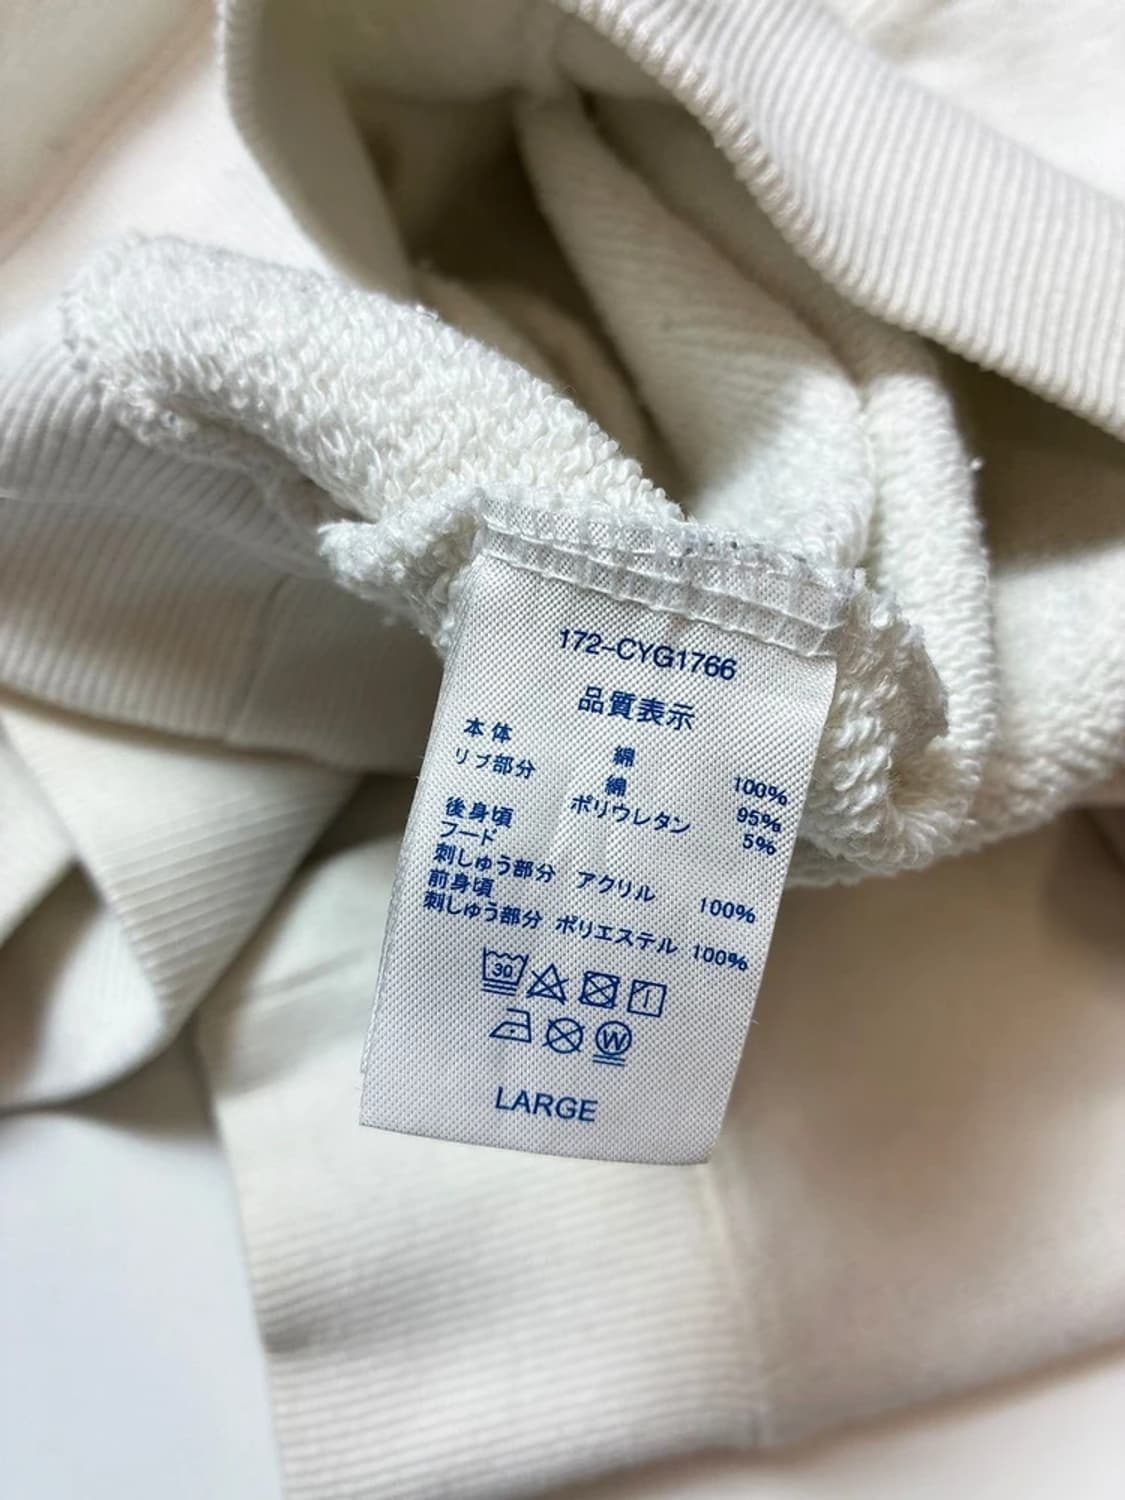 172-CYG1766
品質表示
本体 綿 100%
リブ部分 綿 95%
ポリウレタン 5%
後身頃
フード
刺しゅう部分 アクリル 100%
前身頃
刺しゅう部分 ポリエステル 100%
30
W
LARGE